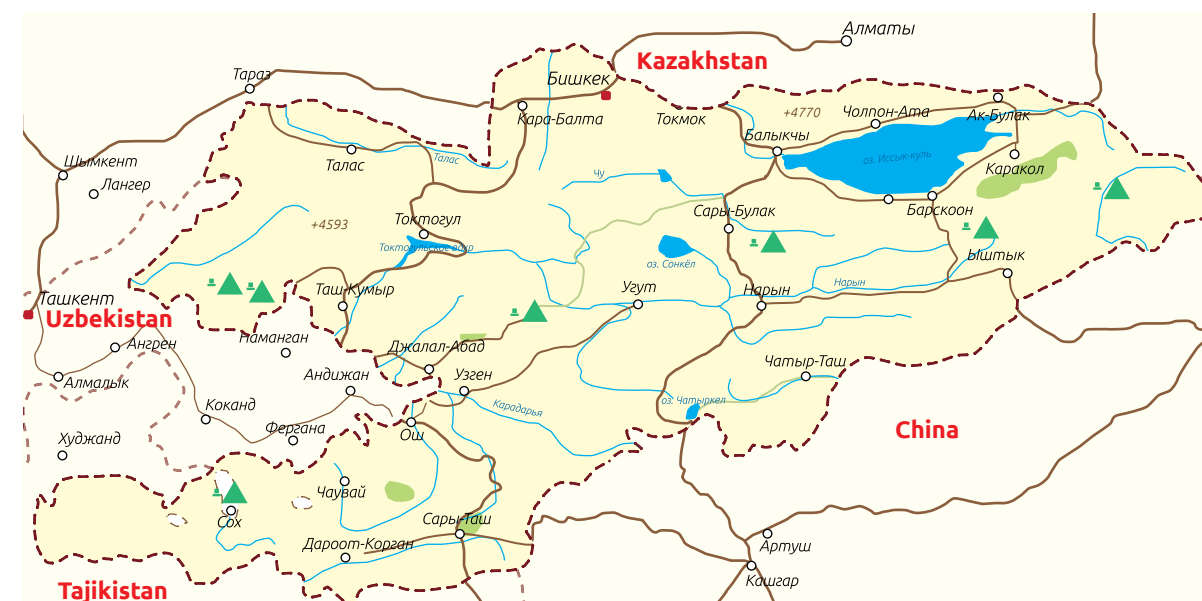 Алматы
Kazakhstan
Тараз
Бишкек
Кара-Балта
Токмок
+4770
Чолпон-Ата
Ак-Булак
Балыкчы
Шымкент
Талас
Талас
оз. Иссык-куль
Каракол
Лангер
Чу
+4593
Токтогул
Сары-Булак
Барскоон
Токтогульское вдхр
оз. Сонкёл
Ыштык
Таш-Кумыр
Угут
Нарын
Нарын
Ташкент
Uzbekistan
Наманган
Ангрен
Джалал-Абад
Чатыр-Таш
Алмалык
Андижан
Узген
оз. Чатыркел
Коканд
Карадарья
Фергана
Ош
China
Худжанд
Чаувай
Сох
Сары-Таш
Дароот-Корган
Артуш
Кашгар
Tajikistan